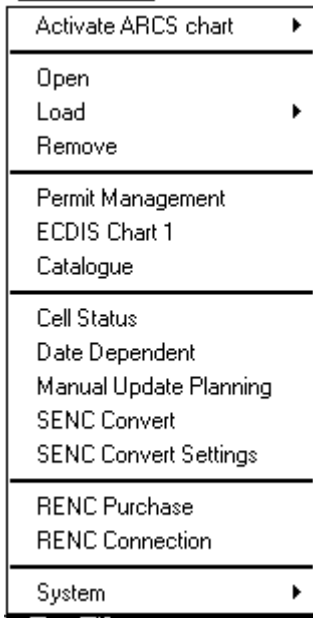 Activate ARCS chart
Open
Load
Remove
Permit Management
ECDIS Chart 1
Catalogue
Cell Status
Date Dependent
Manual Update Planning
SENC Convert
SENC Convert Settings
RENC Purchase
RENC Connection
System